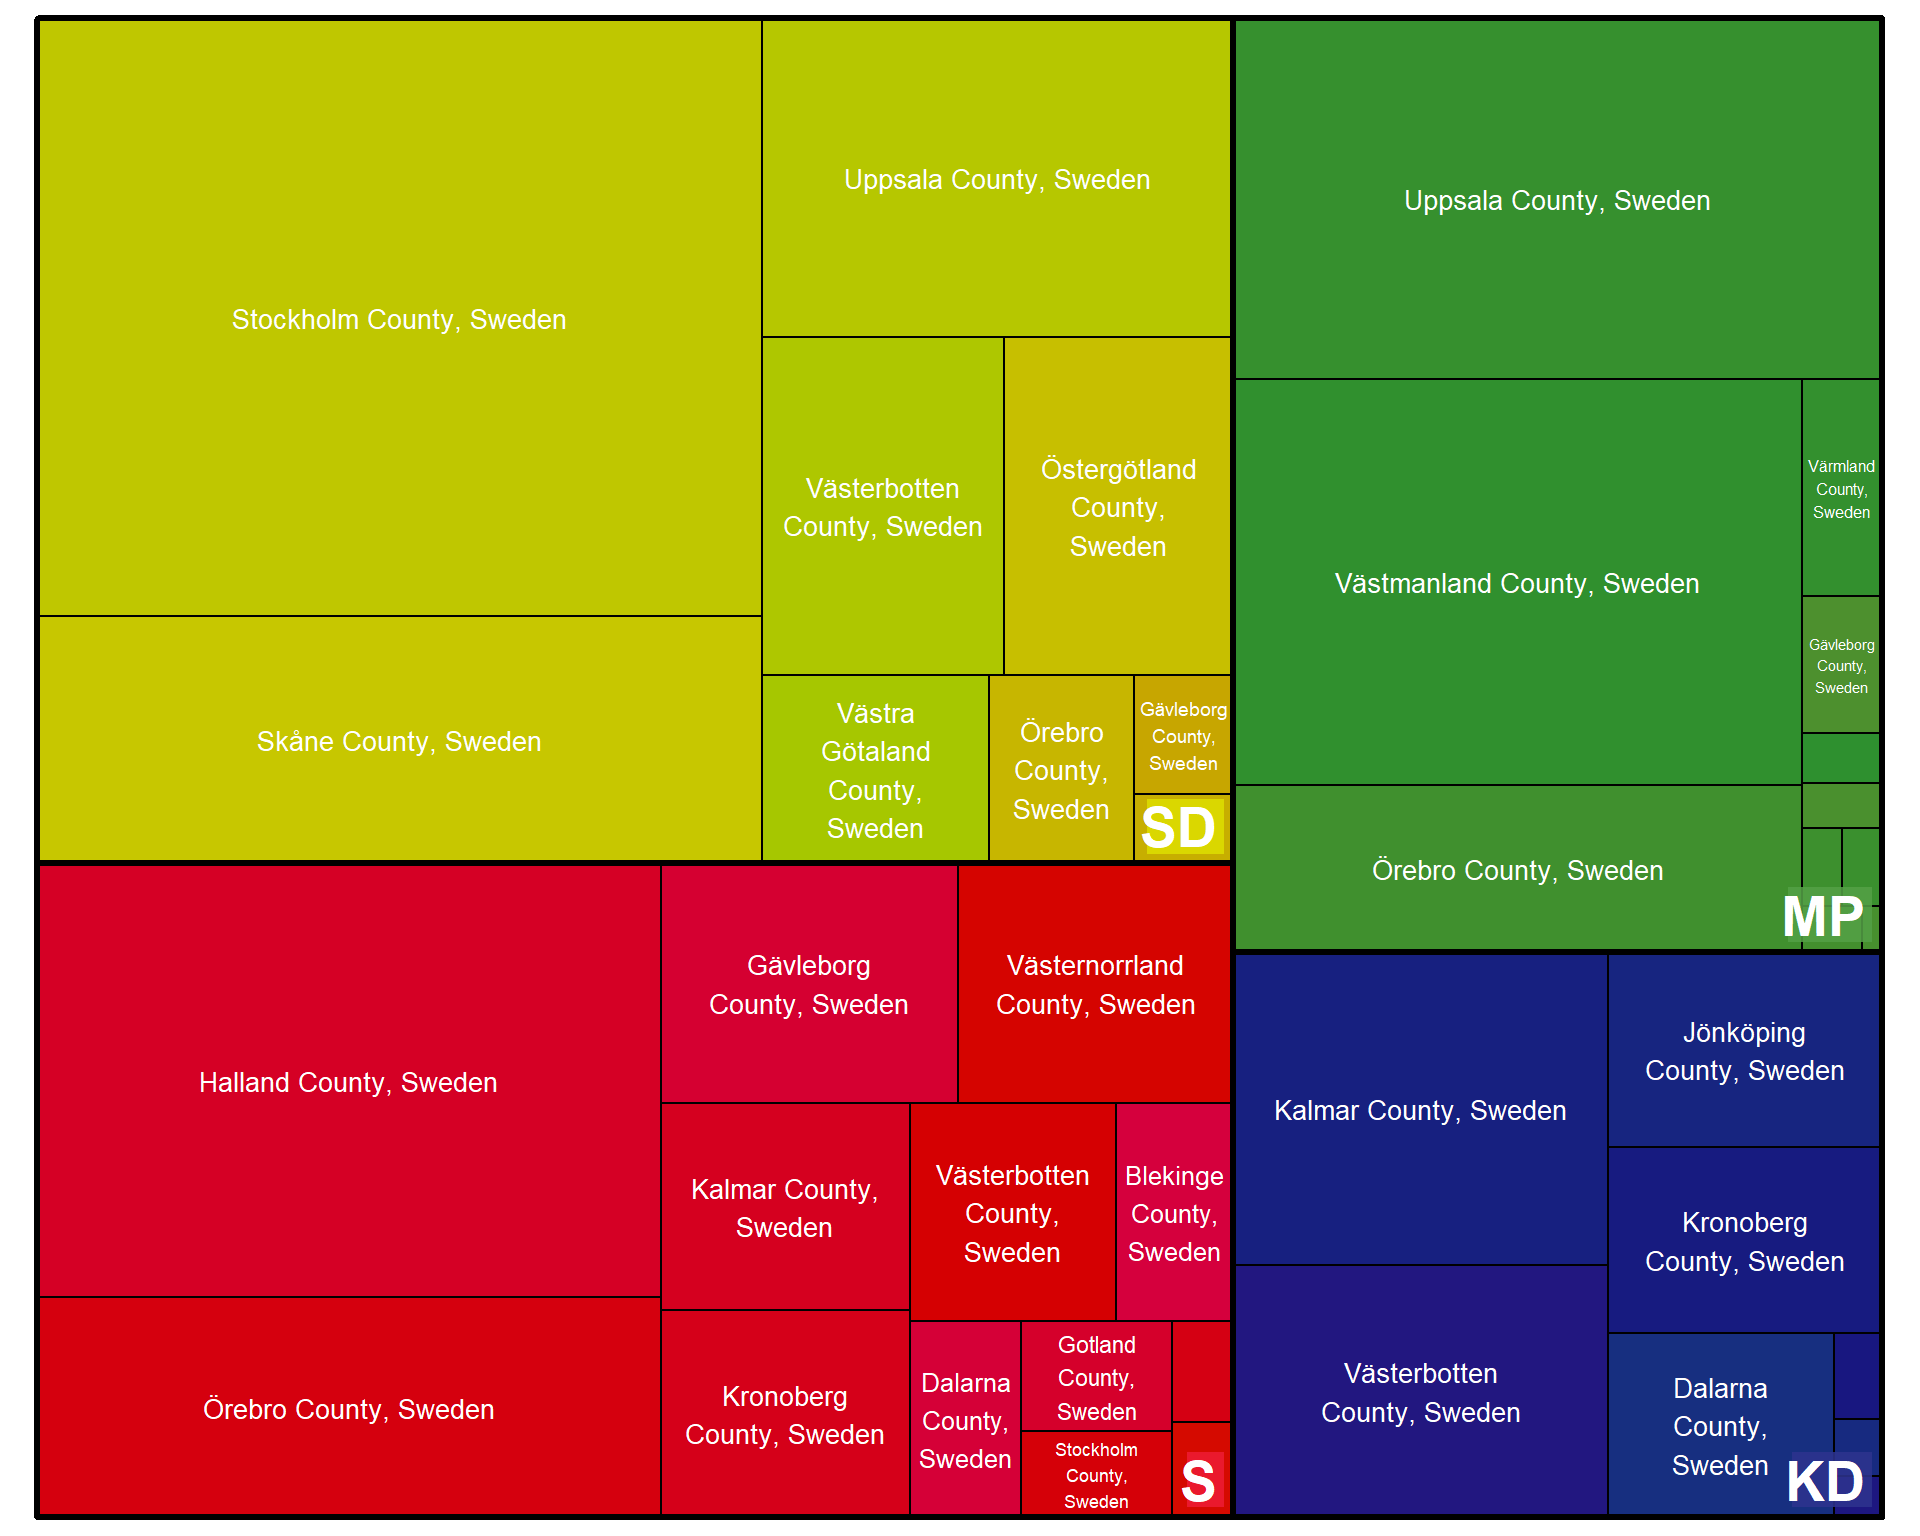 Stockholm County, Sweden
Skåne County, Sweden
Uppsala County, Sweden
Västerbotten
County, Sweden
Östergötland
County,
Sweden
Västra
Götaland
County,
Sweden
Örebro
County,
Sweden
Gävleborg
County,
Sweden
SD
Halland County, Sweden
Örebro County, Sweden
Gävleborg
County, Sweden
Västernorrland
County, Sweden
Kalmar County,
Sweden
Kronoberg
County, Sweden
Västerbotten
County,
Sweden
Blekinge
County,
Sweden
Dalarna
County,
Sweden
Gotland
County,
Sweden
Stockholm
County,
Sweden
S
Uppsala County, Sweden
Västmanland County, Sweden
Örebro County, Sweden
Värmland
County,
Sweden
Gävleborg
County,
Sweden
MP
Kalmar County, Sweden
Västerbotten
County, Sweden
Jönköping
County, Sweden
Kronoberg
County, Sweden
Dalarna
County,
Sweden
KD